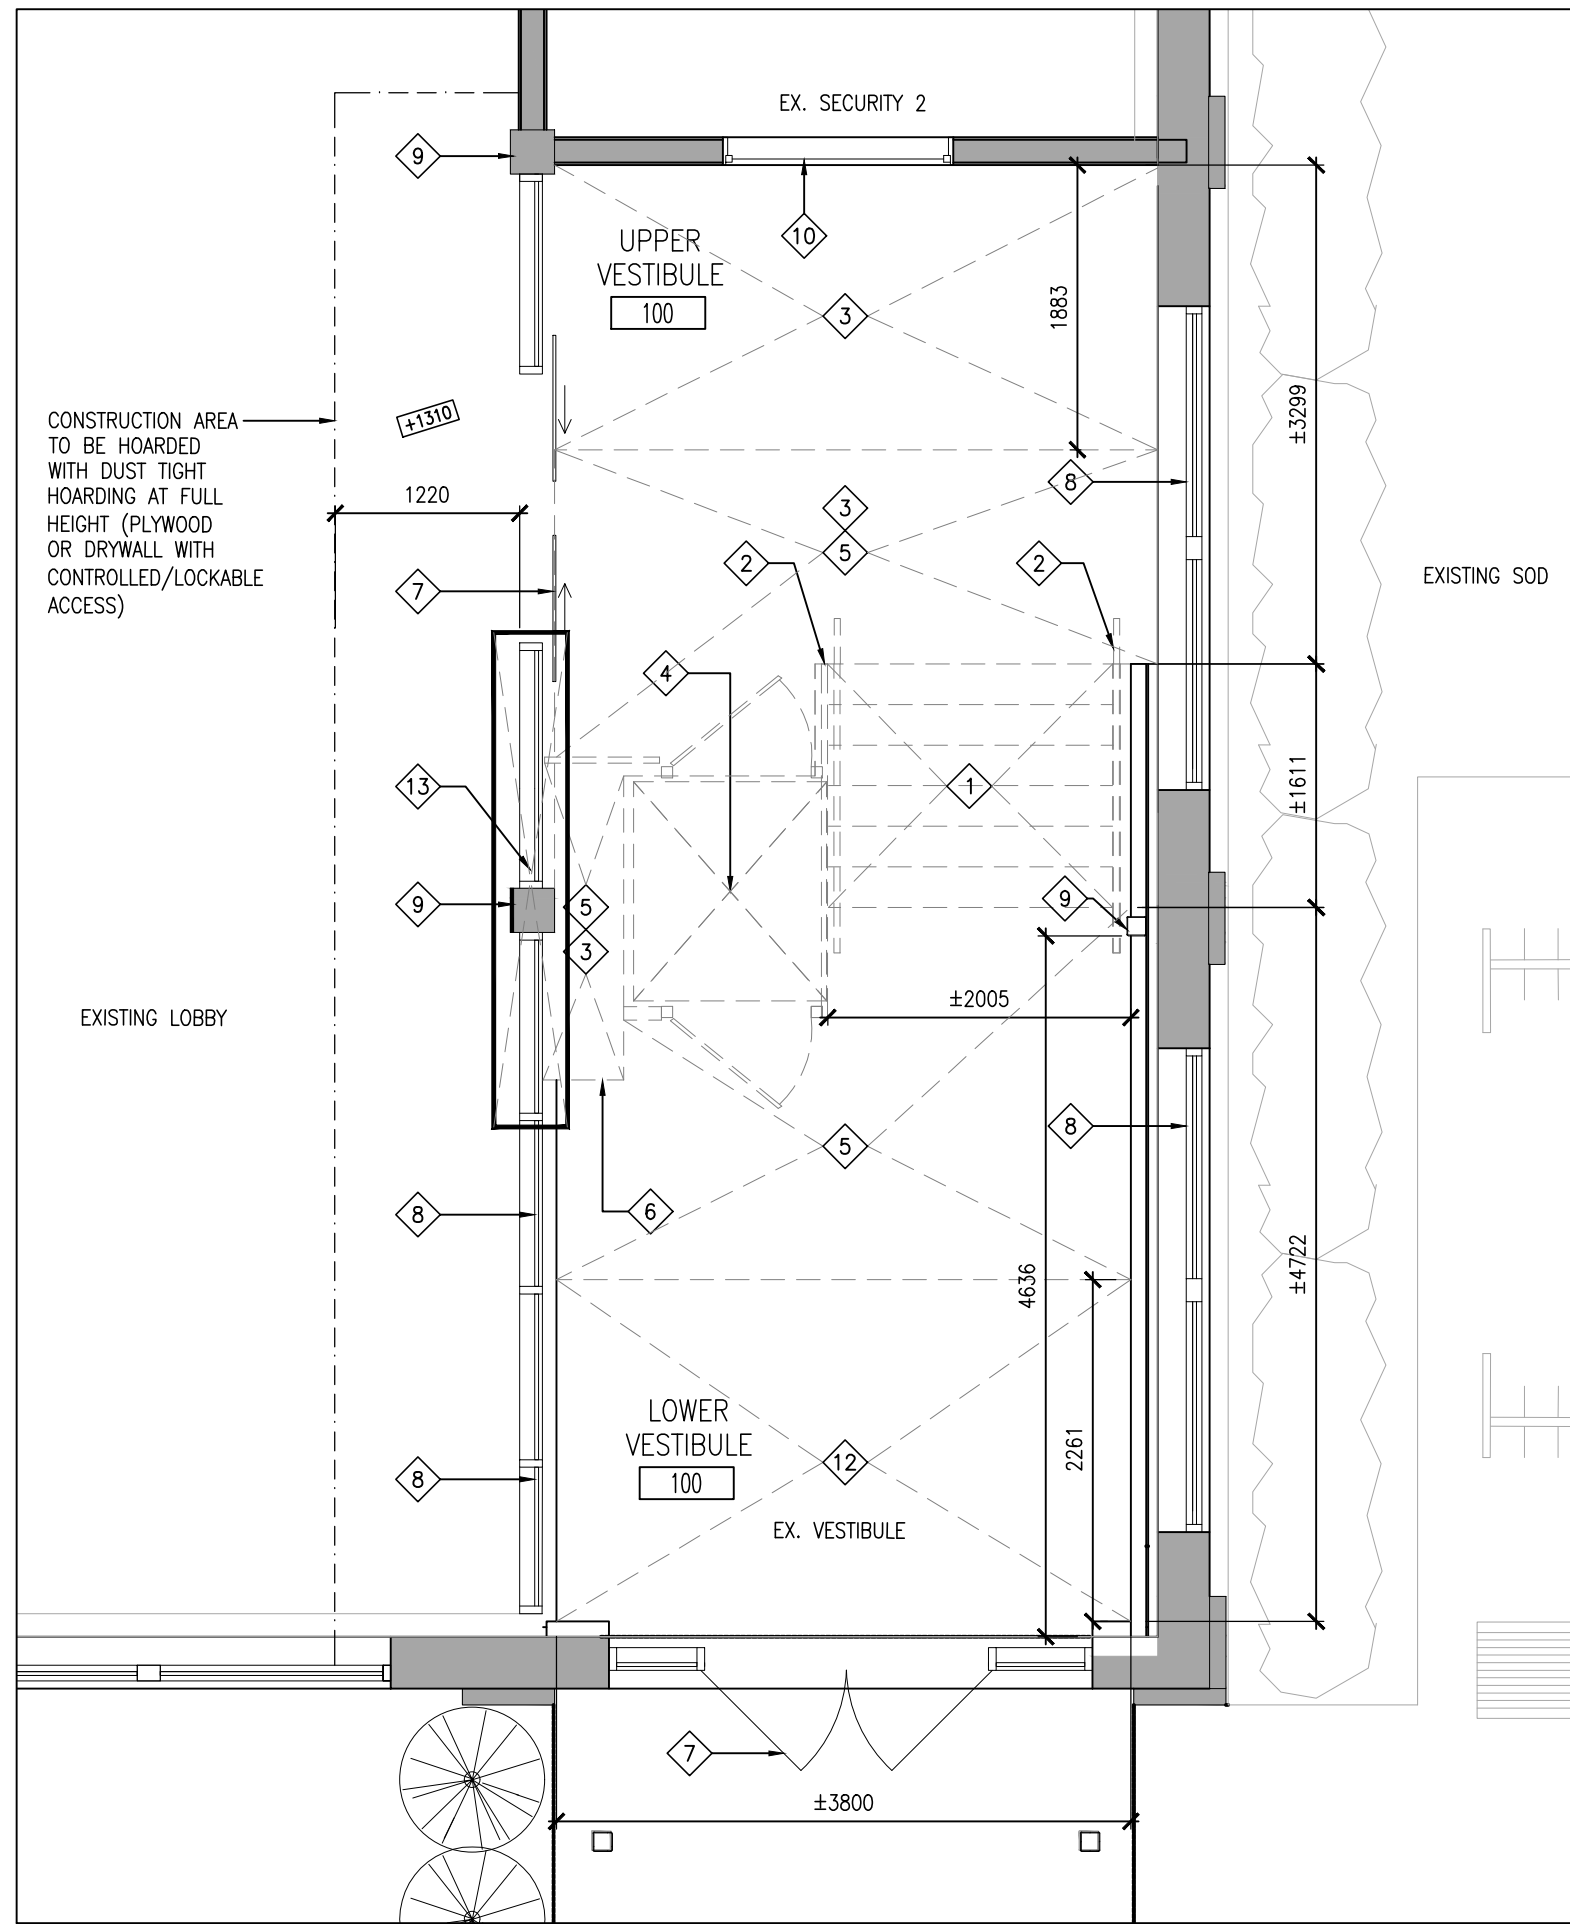 EX. SECURITY 2
9
10
UPPER
VESTIBULE
100
3
1883
±3299
CONSTRUCTION AREA
TO BE HOARDED
WITH DUST TIGHT
HOARDING AT FULL
HEIGHT (PLYWOOD
OR DRYWALL WITH
CONTROLLED/LOCKABLE
ACCESS)
+1310
1220
8
3
5
2
2
7
EXISTING SOD
4
13
1
±1611
9
5
3
9
±2005
EXISTING LOBBY
8
5
8
6
4636
±4722
2261
LOWER
VESTIBULE
100
12
8
EX. VESTIBULE
7
±3800